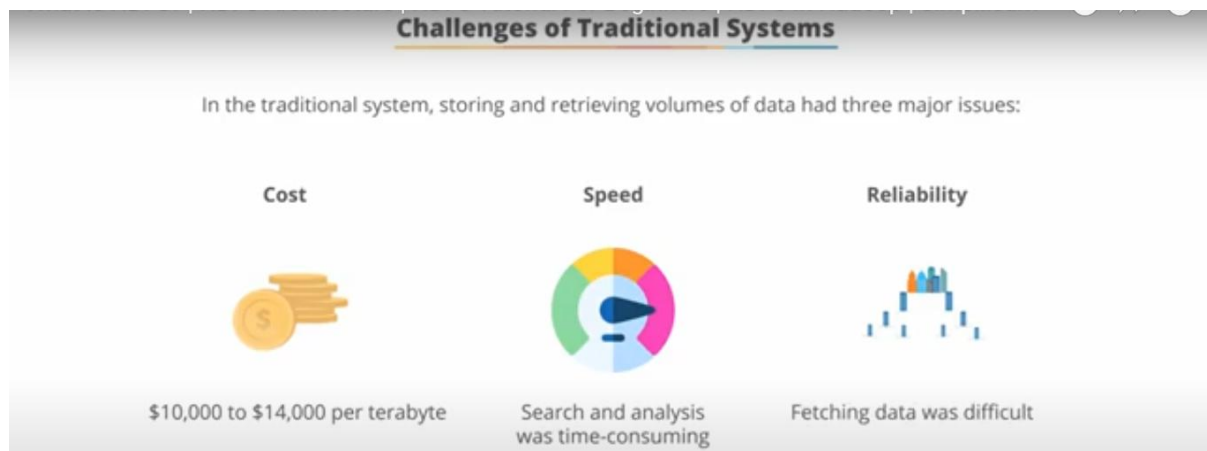 Challenges of Traditional Systems
In the traditional system, storing and retrieving volumes of data had three major issues:
Cost
Speed
Reliability
$
$10,000 to $14,000 per terabyte
Search and analysis
was time-consuming
Fetching data was difficult